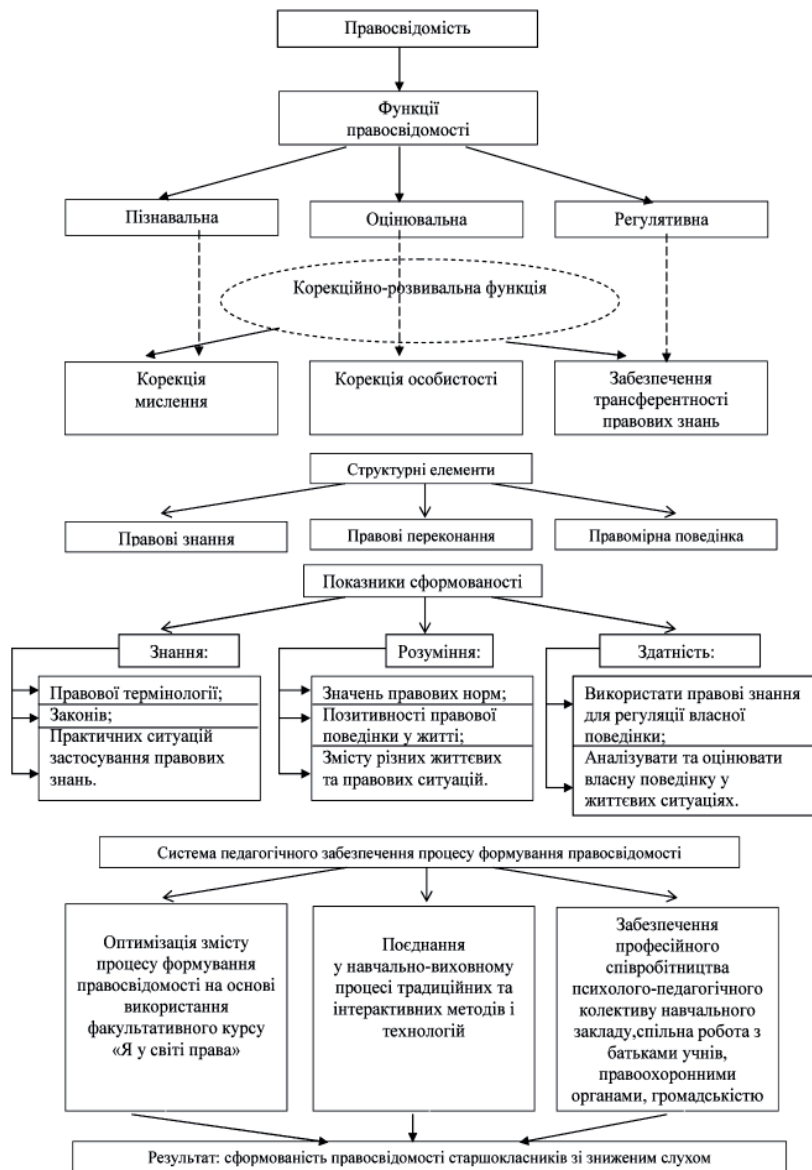 Правосвідомість
Функції
правосвідомості
Пізнавальна
Оцінювальна
Регулятивна
Корекційно-розвивальна функція
Корекція
мислення
Корекція особистості
Забезпечення
трансферентності
правових знань
Структурні елементи
Правові знання
Правові переконання
Правомірна поведінка
Показники сформованості
Знання:
Правової термінології;
Законів;
Практичних ситуацій
застосування правових
знань.
Розуміння:
Значень правових норм;
Позитивності правової
поведінки у житті;
Змісту різних життєвих
та правових ситуацій.
Здатність:
Використати правові знання
для регуляції власної
поведінки;
Аналізувати та оцінювати
власну поведінку у
життєвих ситуаціях.
Система педагогічного забезпечення процесу формування правосвідомості
Оптимізація змісту
процесу формування
правосвідомості на основі
використання
факультативного курсу
«Я у світі права»
Поєднання
у навчально-виховному
процесі традиційних та
інтерактивних методів і
технологій
Забезпечення
професійного
співробітництва
психолого-педагогічного
колективу навчального
закладу,спільна робота з
батьками учнів,
правоохоронними
органами, громадськістю
Результат: сформованість правосвідомості старшокласників зі зниженим слухом